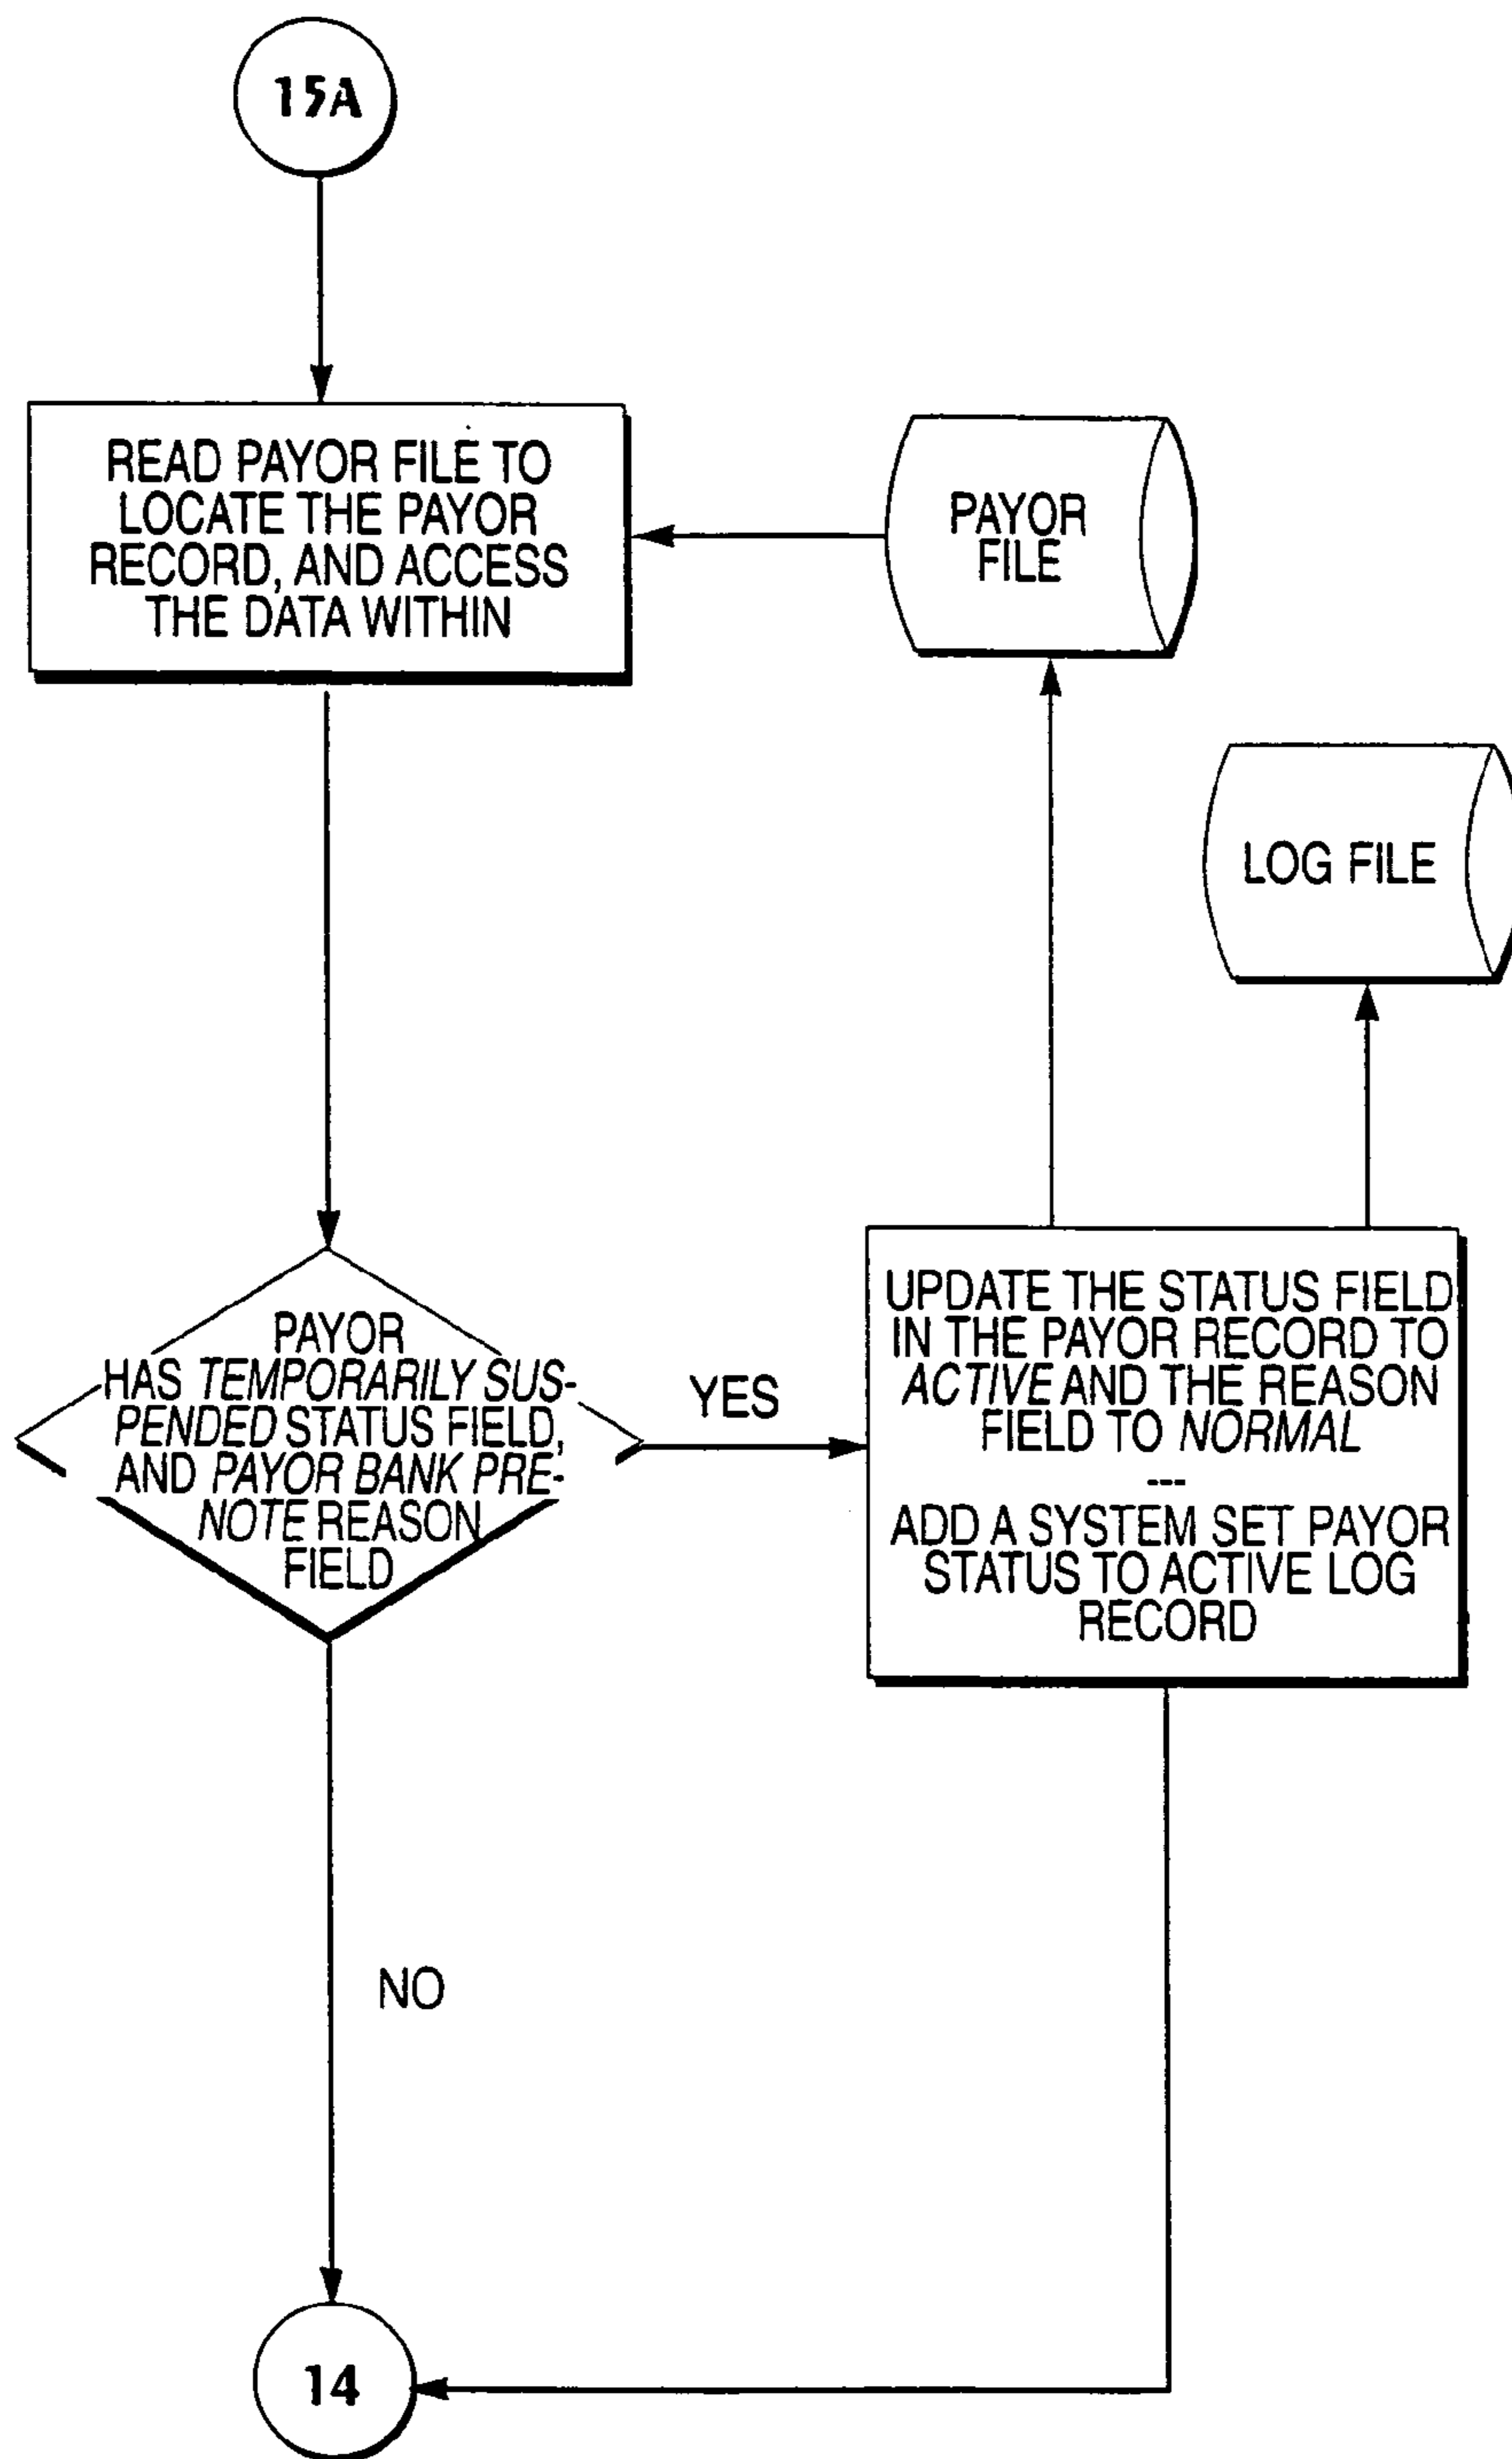 15A
READ PAYOR FILE TO
LOCATE THE PAYOR
RECORD, AND ACCESS
THE DATA WITHIN
PAYOR
FILE
LOG FILE
PAYOR
HAS TEMPORARILY SUS-
PENDED STATUS FIELD,
AND PAYOR BANK PRE-
NOTE REASON
FIELD
YES
UPDATE THE STATUS FIELD
IN THE PAYOR RECORD TO
ACTIVE AND THE REASON
FIELD TO NORMAL
---
ADD A SYSTEM SET PAYOR
STATUS TO ACTIVE LOG
RECORD
NO
14